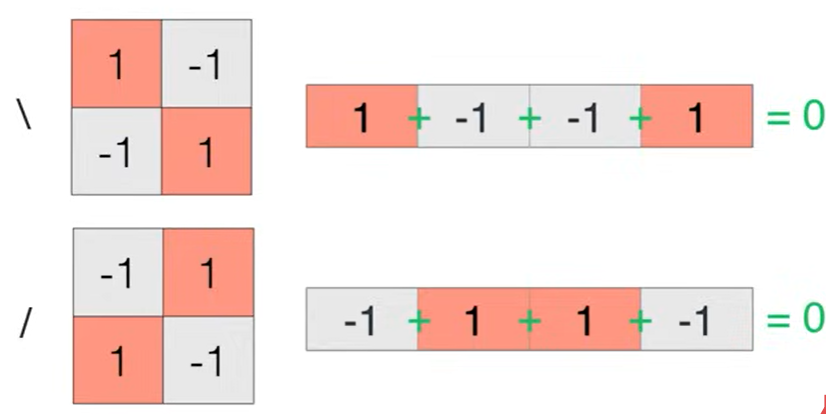 1 -1
\ 1 + -1 + -1 + 1 = 0
-1 1
-1 1
/ -1 + 1 + 1 + -1 = 0
1 -1